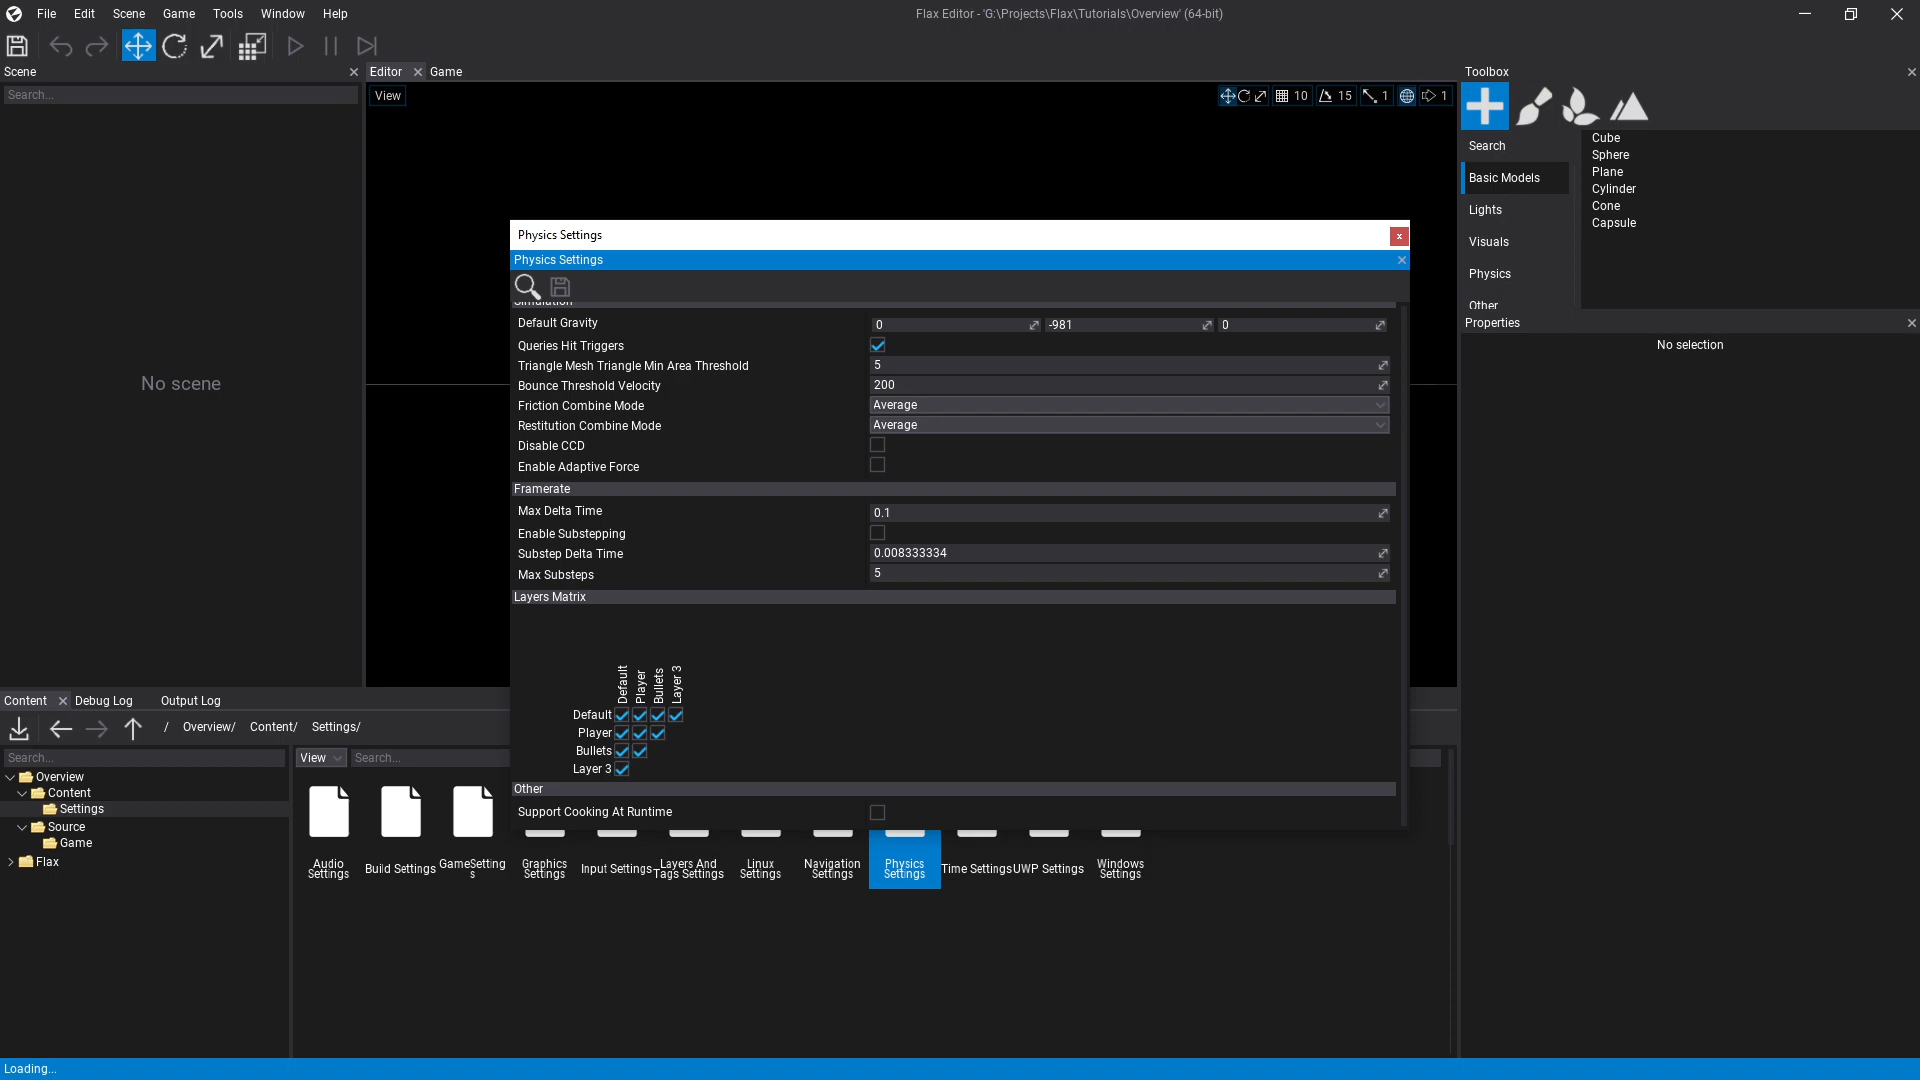 File Edit Scene Game Tools Window Help
Flax Editor - 'G:\Projects\Flax\Tutorials\Overview' (64-bit)
Scene
Editor
Game
Toolbox
Search...
View
10
15
1
1
Search
Basic Models
Lights
Visuals
Physics
Other
Cube
Sphere
Plane
Cylinder
Cone
Capsule
Properties
No selection
No scene
Physics Settings
Physics Settings
Simulation
Default Gravity 0 -981 0
Queries Hit Triggers
Triangle Mesh Triangle Min Area Threshold 5
Bounce Threshold Velocity 200
Friction Combine Mode Average
Restitution Combine Mode Average
Disable CCD
Enable Adaptive Force
Framerate
Max Delta Time 0.1
Enable Substepping
Substep Delta Time 0.008333334
Max Substeps 5
Layers Matrix
Default
Player
Bullets
Layer 3
Default
Player
Bullets
Layer 3
Other
Support Cooking At Runtime
Content
Debug Log
Output Log
/ Overview/ Content/ Settings/
Search...
View
Search...
Overview
Content
Settings
Source
Game
Flax
Audio
Settings
Build Settings
GameSetting
s
Graphics
Settings
Input Settings
Layers And
Tags Settings
Linux
Settings
Navigation
Settings
Physics
Settings
Time Settings
UWP Settings
Windows
Settings
Loading...